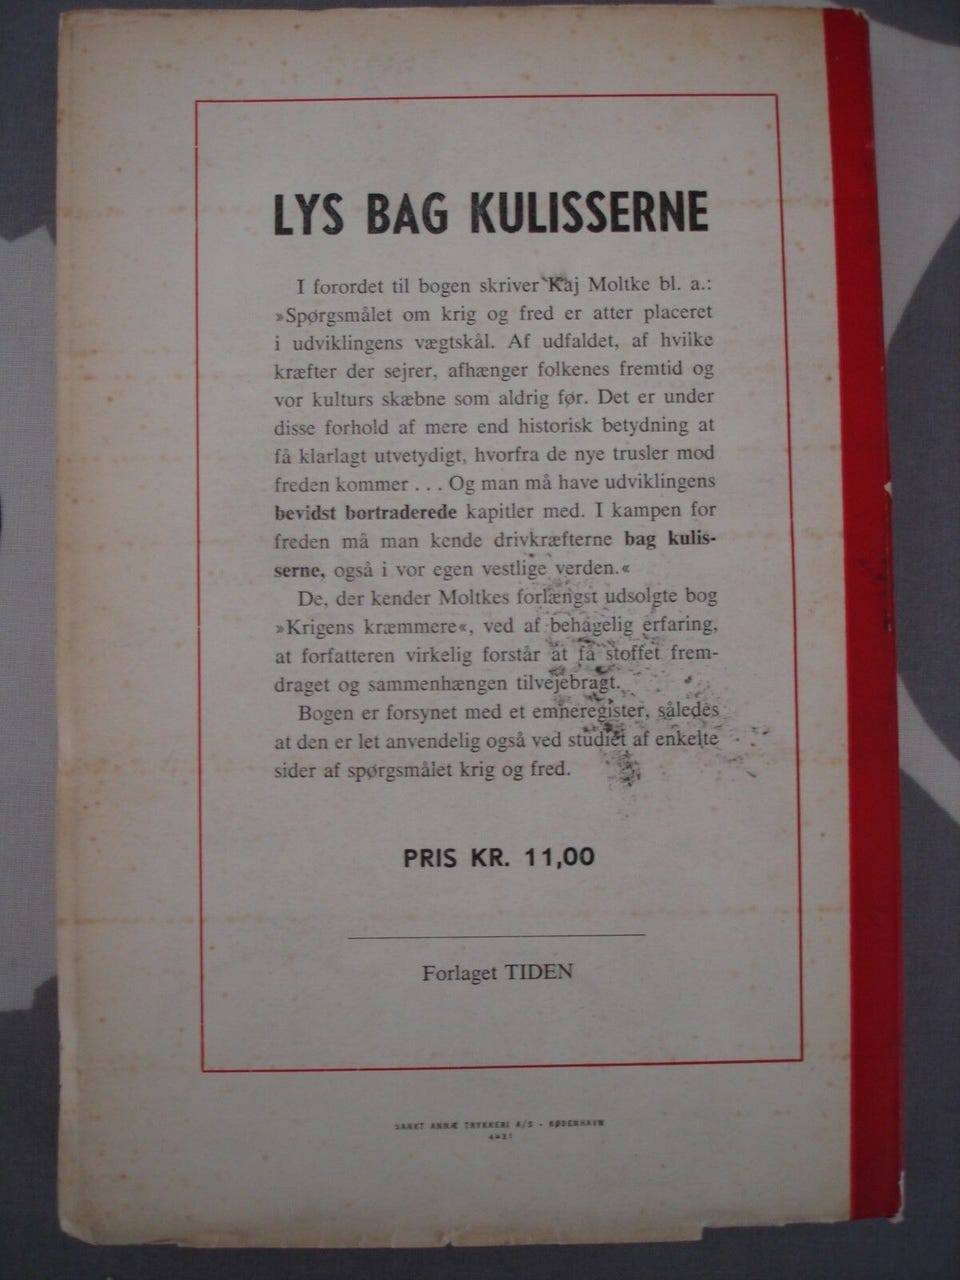 LYS BAG KULISSERNE
I forordet til bogen skriver Kaj Moltke bl. a.:
»Spørgsmålet om krig og fred er atter placeret
i udviklingens vægtskål. Af udfaldet, af hvilke
kræfter der sejrer, afhænger folkenes fremtid og
vor kulturs skæbne som aldrig før. Det er under
disse forhold af mere end historisk betydning at
få klarlagt utvetydigt, hvorfra de nye trusler mod
freden kommer . . . Og man må have udviklingens
bevidst bortraderede kapitler med. I kampen for
freden må man kende drivkræfterne bag kulis-
serne, også i vor egen vestlige verden.«
De, der kender Moltkes forlængst udsolgte bog
»Krigens kræmmere«, ved af behagelig erfaring,
at forfatteren virkelig forstår at få stoffet frem-
draget og sammenhængen tilvejebragt.
Bogen er forsynet med et emneregister, således
at den er let anvendelig også ved studiet af enkelte
sider af spørgsmålet krig og fred.
PRIS KR. 11,00
Forlaget TIDEN
SANKT ANNÆ TRYKKERI A/S - KØBENHAVN